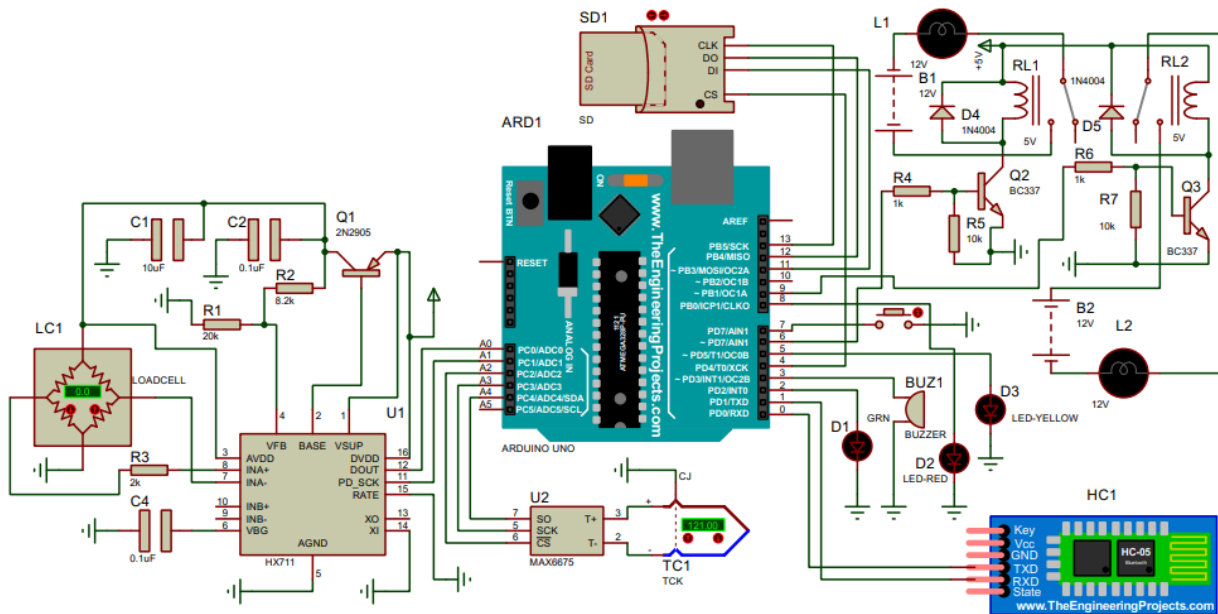 SD1
SD Card
CLK
DO
DI
CS
SD
L1
12V
+5V
B1
12V
RL1
1N4004
RL2
D4
1N4004
5V
D5
5V
ARD1
Reset BTN
ON
www.TheEngineeringProjects.com
AREF
RESET
PB5/SCK
PB4/MISO
~ PB3/MOSI/OC2A
~ PB2/OC1B
~ PB1/OC1A
PB0/ICP1/CLKO
13
12
11
10
9
8
PD7/AIN1
~ PD7/AIN1
~ PD5/T1/OC0B
PD4/T0/XCK
~ PD3/INT1/OC2B
PD2/INT0
PD1/TXD
PD0/RXD
7
6
5
4
3
2
1
0
ANALOG IN
A0
A1
A2
A3
A4
A5
PC0/ADC0
PC1/ADC1
PC2/ADC2
PC3/ADC3
PC4/ADC4/SDA
PC5/ADC5/SCL
ARDUINO UNO
R4
1k
R5
10k
Q2
BC337
R6
1k
R7
10k
Q3
BC337
B2
12V
L2
12V
C1
10uF
C2
0.1uF
Q1
2N2905
R2
8.2k
R1
20k
LC1
LOADCELL
0.0
R3
2k
C4
0.1uF
U1
4
2
1
VFB
BASE
VSUP
3
8
7
10
9
6
AVDD
INA+
INA-
INB+
INB-
VBG
DVDD
DOUT
PD_SCK
RATE
XO
XI
16
12
11
15
13
14
AGND
HX711
5
U2
7
5
6
SO
SCK
CS
T+
T-
3
2
MAX6675
CJ
+
-
121.00
TC1
TCK
D1
GRN
BUZ1
BUZZER
D2
LED-RED
D3
LED-YELLOW
HC1
Key
Vcc
GND
TXD
RXD
State
HC-05
Bluetooth
www.TheEngineeringProjects.com